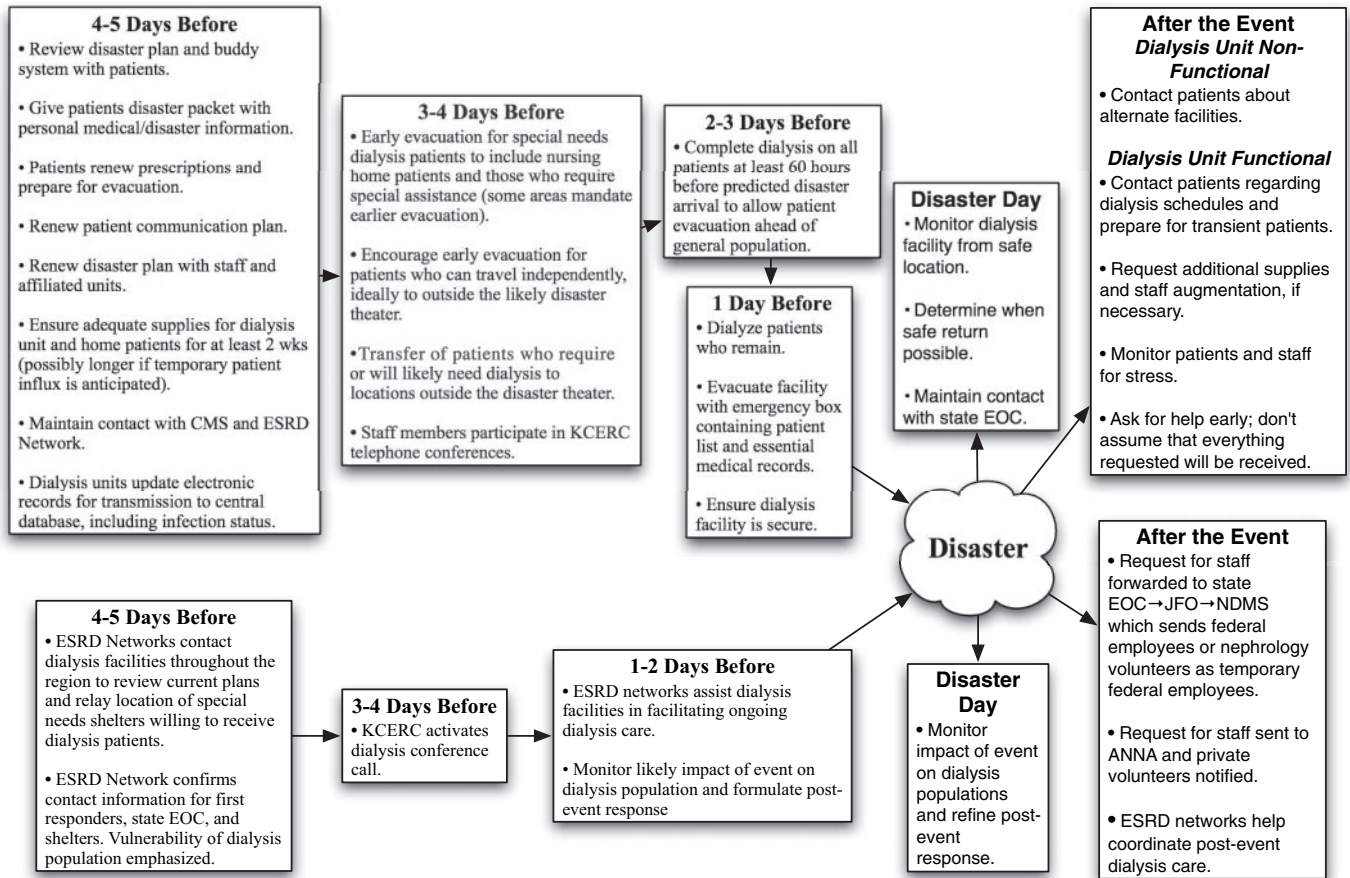 4-5 Days Before
• Review disaster plan and buddy
system with patients.
• Give patients disaster packet with
personal medical/disaster information.
• Patients renew prescriptions and
prepare for evacuation.
• Renew patient communication plan.
• Renew disaster plan with staff and
affiliated units.
• Ensure adequate supplies for dialysis
unit and home patients for at least 2 wks
(possibly longer if temporary patient
influx is anticipated).
• Maintain contact with CMS and ESRD
Network.
• Dialysis units update electronic
records for transmission to central
database, including infection status.
3-4 Days Before
• Early evacuation for special needs
dialysis patients to include nursing
home patients and those who require
special assistance (some areas mandate
earlier evacuation).
• Encourage early evacuation for
patients who can travel independently,
ideally to outside the likely disaster
theater.
•Transfer of patients who require
or will likely need dialysis to
locations outside the disaster theater.
• Staff members participate in KCERC
telephone conferences.
2-3 Days Before
• Complete dialysis on all
patients at least 60 hours
before predicted disaster
arrival to allow patient
evacuation ahead of
general population.
1 Day Before
• Dialyze patients
who remain.
• Evacuate facility
with emergency box
containing patient
list and essential
medical records.
• Ensure dialysis
facility is secure.
Disaster Day
• Monitor dialysis
facility from safe
location.
• Determine when
safe return
possible.
• Maintain contact
with state EOC.
After the Event
Dialysis Unit Non-
Functional
• Contact patients about
alternate facilities.
Dialysis Unit Functional
• Contact patients regarding
dialysis schedules and
prepare for transient patients.
• Request additional supplies
and staff augmentation, if
necessary.
• Monitor patients and staff
for stress.
• Ask for help early; don't
assume that everything
requested will be received.
Disaster
4-5 Days Before
• ESRD Networks contact
dialysis facilities throughout the
region to review current plans
and relay location of special
needs shelters willing to receive
dialysis patients.
• ESRD Network confirms
contact information for first
responders, state EOC, and
shelters. Vulnerability of dialysis
population emphasized.
3-4 Days Before
• KCERC activates
dialysis conference
call.
1-2 Days Before
• ESRD networks assist dialysis
facilities in facilitating ongoing
dialysis care.
• Monitor likely impact of event on
dialysis population and formulate post-
event response
Disaster
Day
• Monitor
impact of event
on dialysis
populations
and refine post-
event
response.
After the Event
• Request for staff
forwarded to state
EOC→JFO→NDMS
which sends federal
employees or nephrology
volunteers as temporary
federal employees.
• Request for staff sent to
ANNA and private
volunteers notified.
• ESRD networks help
coordinate post-event
dialysis care.